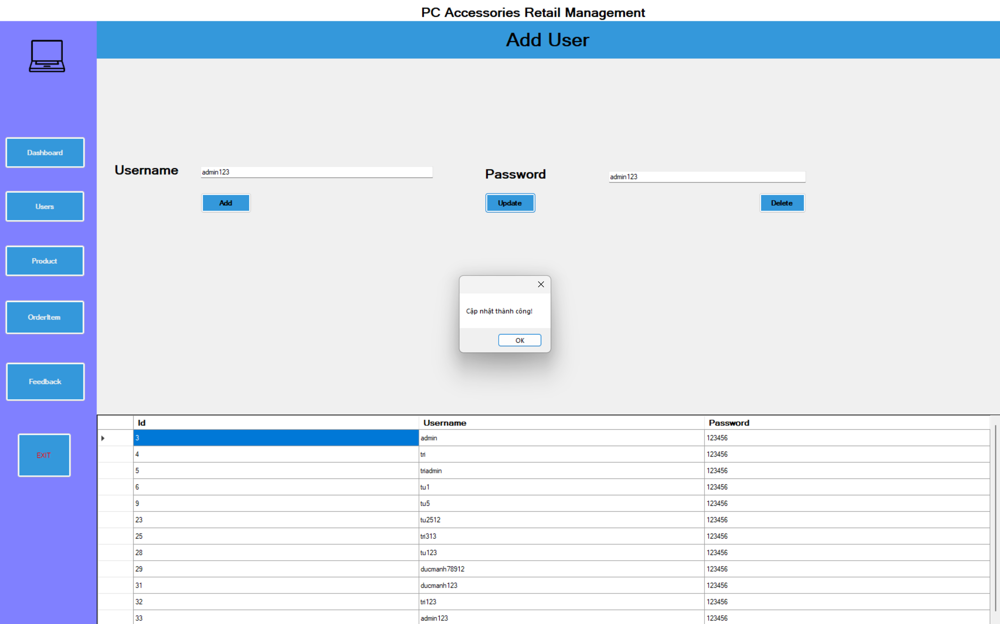 PC Accessories Retail Management
Add User
Dashboard
Users
Product
OrderItem
Feedback
EXIT
Username admin123 Password admin123
Add Update Delete
Cập nhật thành công!
OK
Id Username Password
3 admin 123456
4 tri 123456
5 triadmin 123456
6 tu1 123456
9 tu5 123456
23 tu2512 123456
25 tri313 123456
28 tu123 123456
29 ducmanh78912 123456
31 ducmanh123 123456
32 tri123 123456
33 admin123 123456